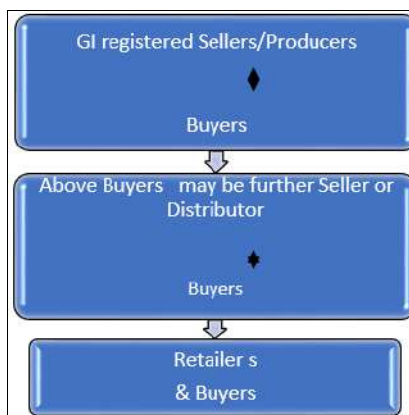 GI registered Sellers/Producers
Buyers
Above Buyers may be further Seller or
Distributor
Buyers
Retailer s
& Buyers